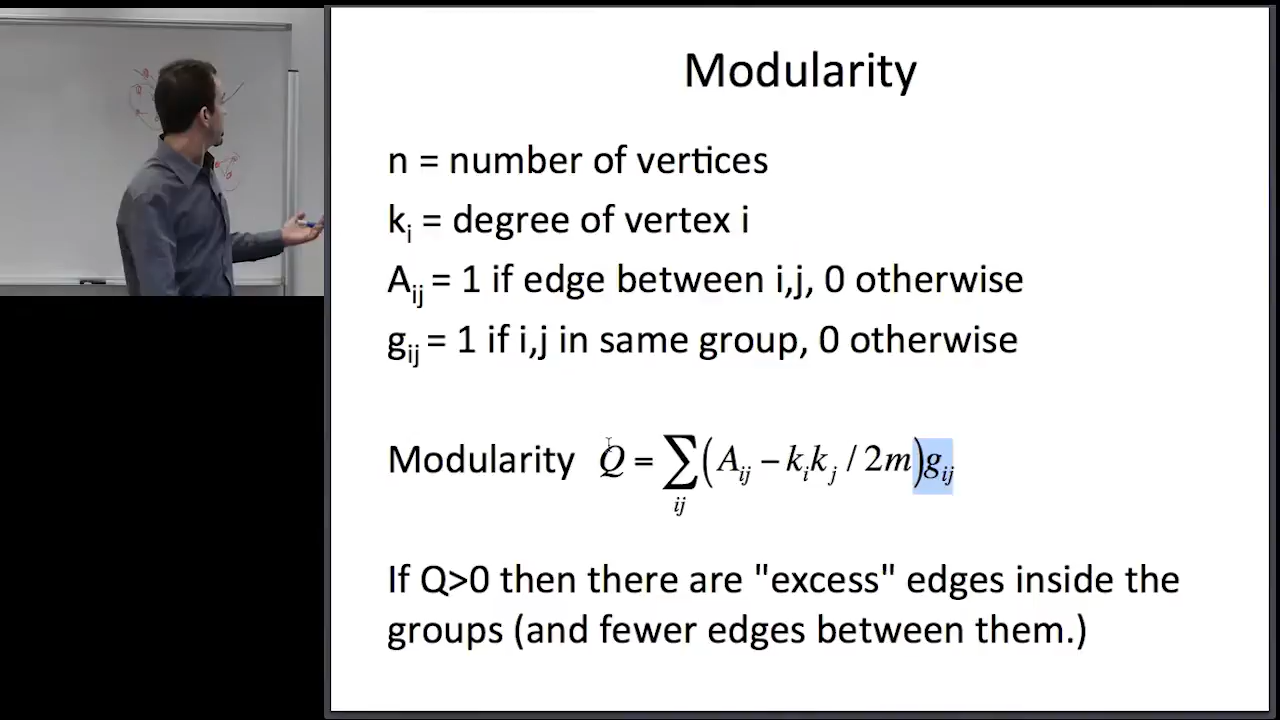 Modularity
n = number of vertices
kᵢ = degree of vertex i
Aᵢⱼ = 1 if edge between i,j, 0 otherwise
gᵢⱼ = 1 if i,j in same group, 0 otherwise
Modularity Q = ∑ᵢⱼ (Aᵢⱼ − kᵢkⱼ / 2m)gᵢⱼ
If Q>0 then there are "excess" edges inside the
groups (and fewer edges between them.)